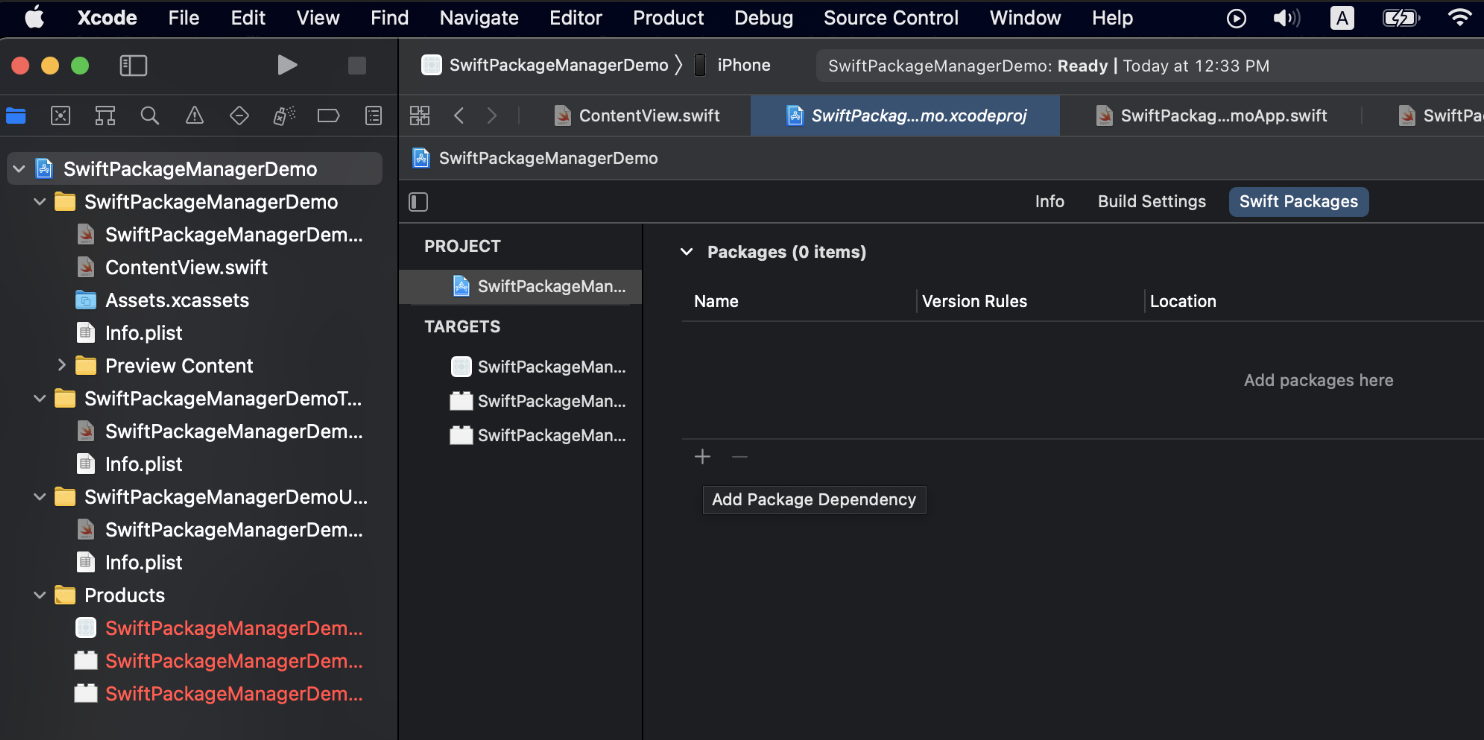 Xcode File Edit View Find Navigate Editor Product Debug Source Control Window Help A
SwiftPackageManagerDemo 〉 iPhone SwiftPackageManagerDemo: Ready | Today at 12:33 PM
ContentView.swift SwiftPackag...mo.xcodeproj SwiftPackag...moApp.swift SwiftPa
SwiftPackageManagerDemo
Info Build Settings Swift Packages
SwiftPackageManagerDemo
SwiftPackageManagerDemo
SwiftPackageManagerDem...
ContentView.swift
Assets.xcassets
Info.plist
Preview Content
SwiftPackageManagerDemoT...
SwiftPackageManagerDem...
Info.plist
SwiftPackageManagerDemoU...
SwiftPackageManagerDem...
Info.plist
Products
SwiftPackageManagerDem...
SwiftPackageManagerDem...
SwiftPackageManagerDem...
PROJECT
SwiftPackageMan...
TARGETS
SwiftPackageMan...
SwiftPackageMan...
SwiftPackageMan...
Packages (0 items)
Name Version Rules Location
Add packages here
+ −
Add Package Dependency